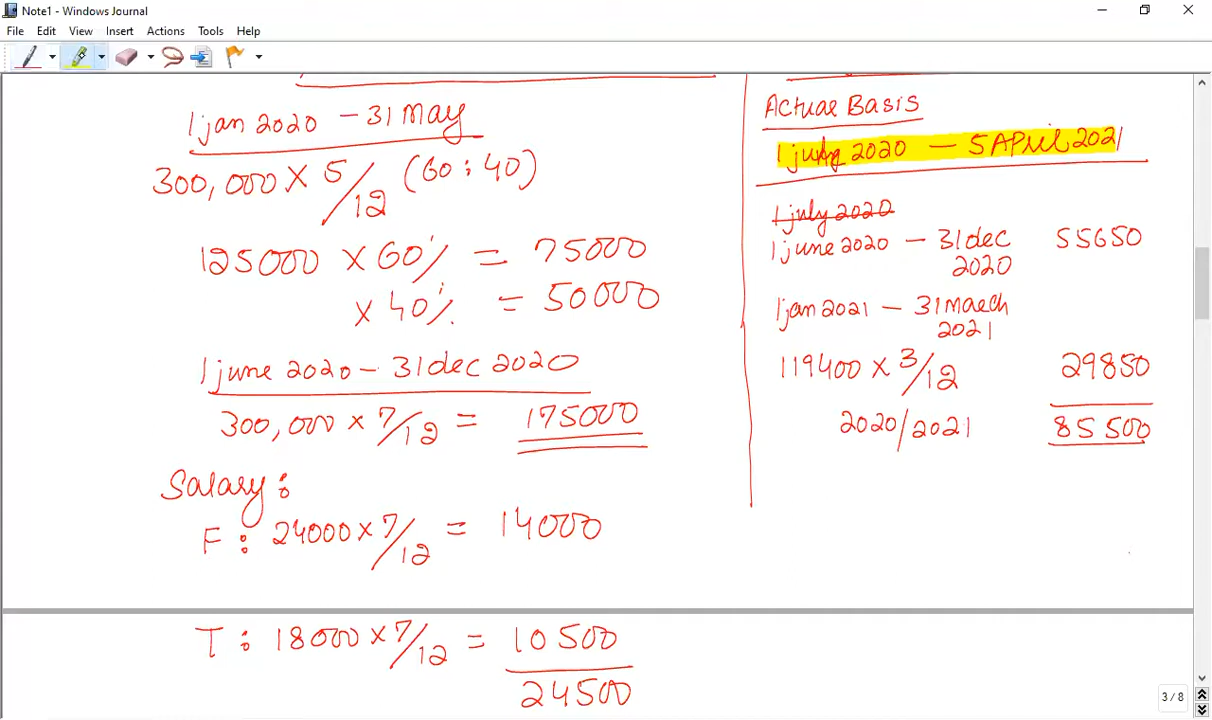 Note1 - Windows Journal
File Edit View Insert Actions Tools Help
1 jan 2020 - 31 May
300,000 X 5/12 (60 : 40)
125000 X 60% = 75000
X 40% = 50000
1 june 2020 - 31 dec 2020
300,000 x 7/12 = 175000
Salary :
F : 24000 x 7/12 = 14000
T : 18000 x 7/12 = 10500
24500
Actual Basis
1 july 2020 - 5 APril 2021
1 july 2020
1 june 2020 - 31 dec 2020 55650
1 jan 2021 - 31 March 2021
119400 x 3/12 29850
2020/2021 85500
3 / 8